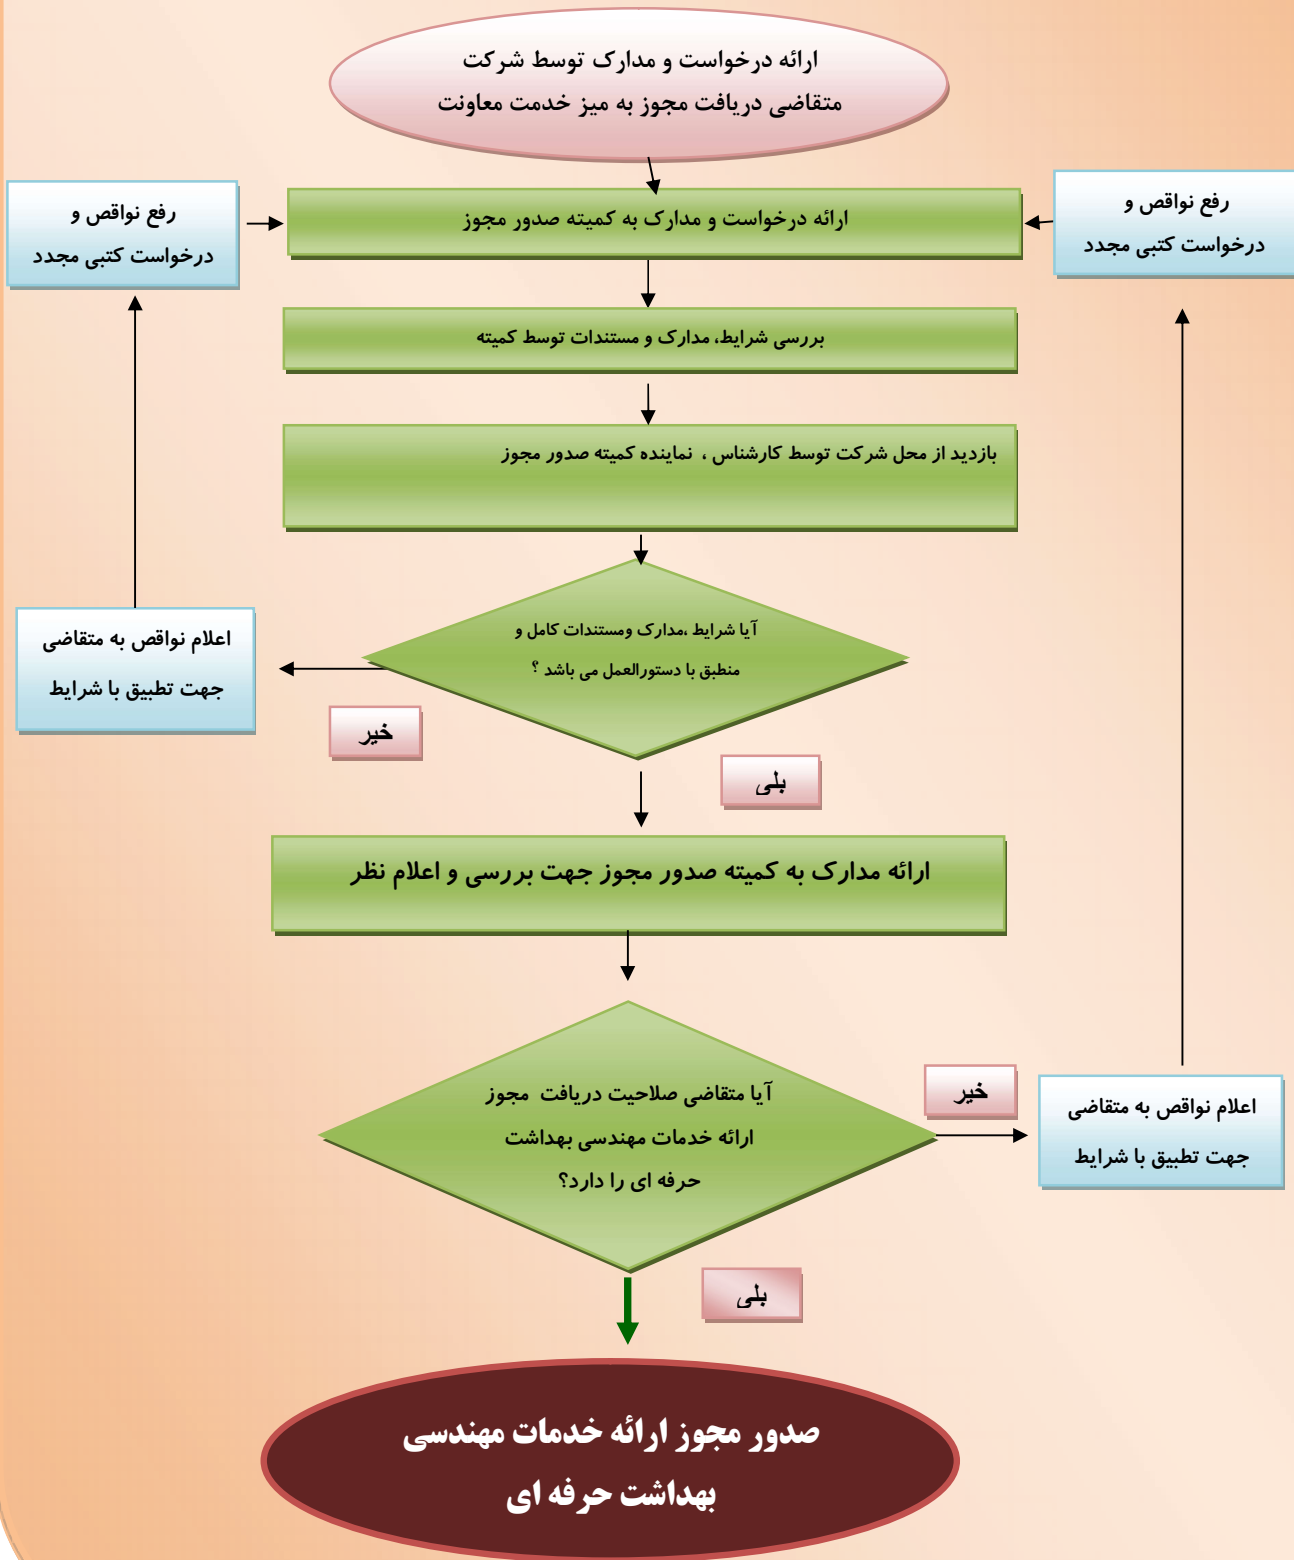 ارائه درخواست و مدارک توسط شرکت
متقاضی دریافت مجوز به میز خدمت معاونت
رفع نواقص و
درخواست کتبی مجدد
ارائه درخواست و مدارک به کمیته صدور مجوز
رفع نواقص و
درخواست کتبی مجدد
بررسی شرایط، مدارک و مستندات توسط کمیته
بازدید از محل شرکت توسط کارشناس ، نماینده کمیته صدور مجوز
آیا شرایط ،مدارک ومستندات کامل و
منطبق با دستورالعمل می باشد ؟
اعلام نواقص به متقاضی
جهت تطبیق با شرایط
خیر
بلی
ارائه مدارک به کمیته صدور مجوز جهت بررسی و اعلام نظر
آیا متقاضی صلاحیت دریافت مجوز
ارائه خدمات مهندسی بهداشت
حرفه ای را دارد؟
خیر
اعلام نواقص به متقاضی
جهت تطبیق با شرایط
بلی
صدور مجوز ارائه خدمات مهندسی
بهداشت حرفه ای